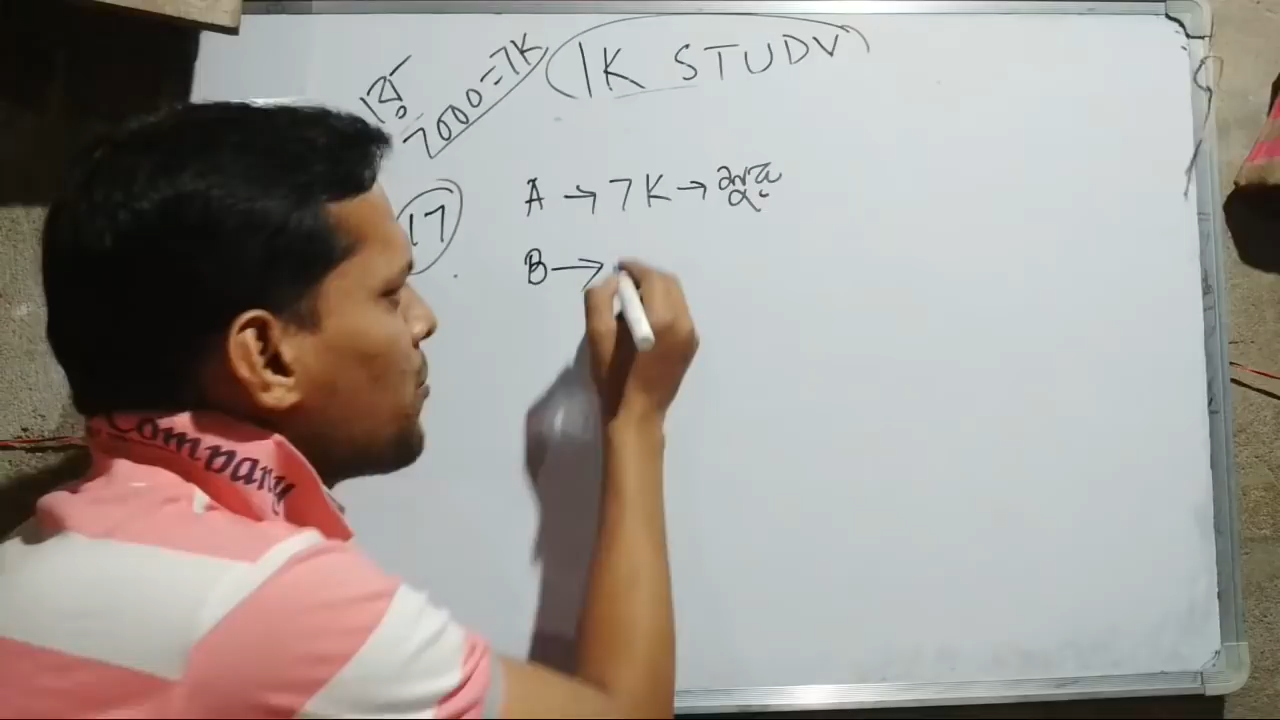 1K STUDY
7000=7K
17
A → 7K →
B →
Company